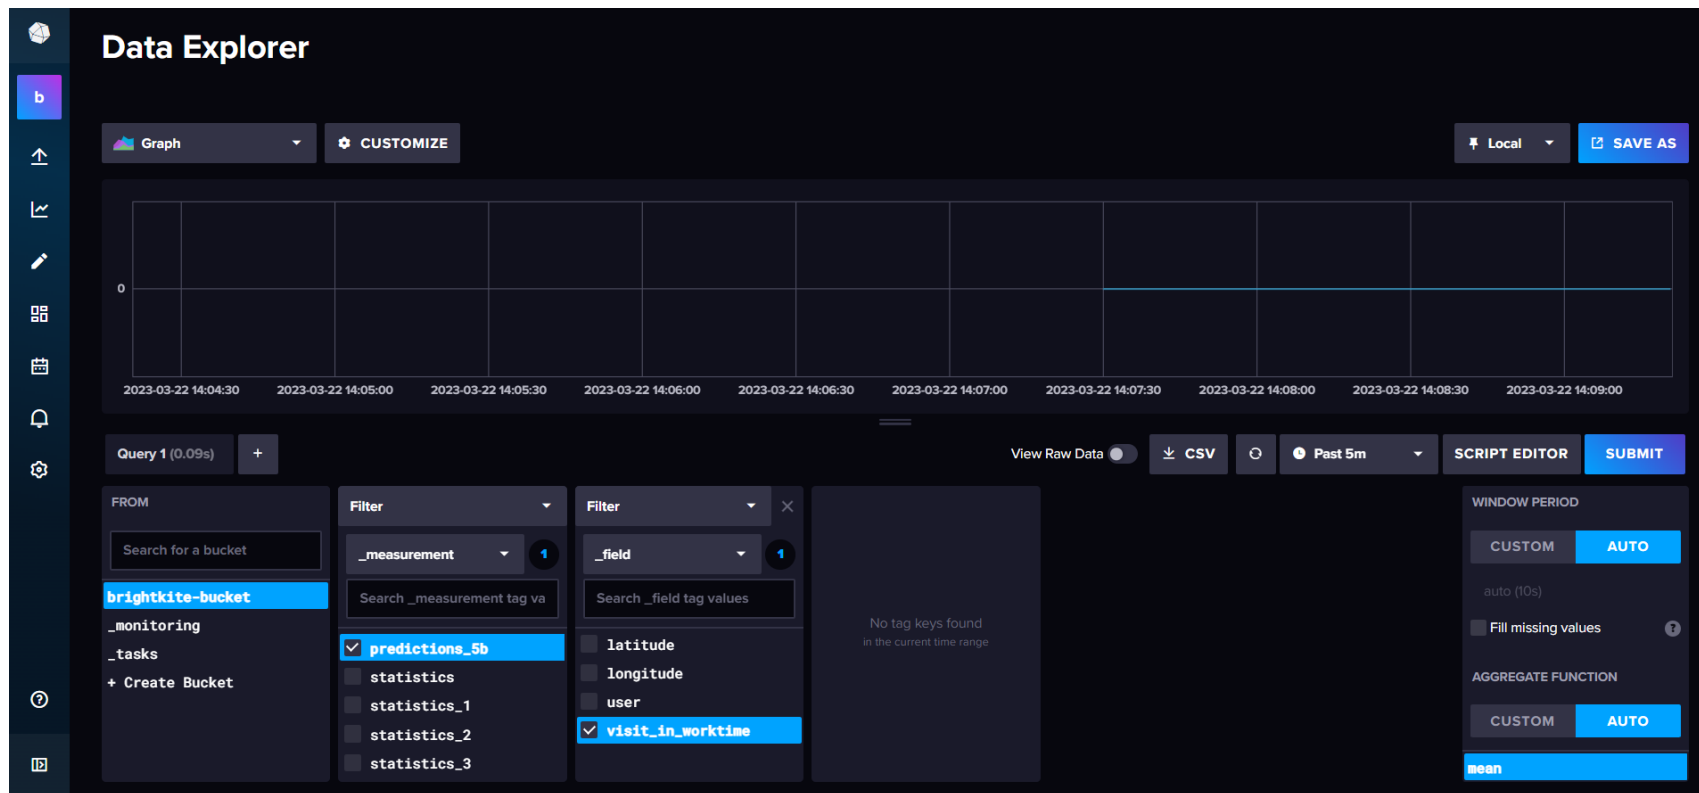 Data Explorer
b
Graph
CUSTOMIZE
Local
SAVE AS
0
2023-03-22 14:04:30
2023-03-22 14:05:00
2023-03-22 14:05:30
2023-03-22 14:06:00
2023-03-22 14:06:30
2023-03-22 14:07:00
2023-03-22 14:07:30
2023-03-22 14:08:00
2023-03-22 14:08:30
2023-03-22 14:09:00
Query 1 (0.09s)
+
View Raw Data
CSV
Past 5m
SCRIPT EDITOR
SUBMIT
FROM
Search for a bucket
brightkite-bucket
_monitoring
_tasks
+ Create Bucket
Filter
_measurement
1
Search _measurement tag va
predictions_5b
statistics
statistics_1
statistics_2
statistics_3
Filter
_field
1
Search _field tag values
latitude
longitude
user
visit_in_worktime
No tag keys found
in the current time range
WINDOW PERIOD
CUSTOM
AUTO
auto (10s)
Fill missing values
?
AGGREGATE FUNCTION
CUSTOM
AUTO
mean